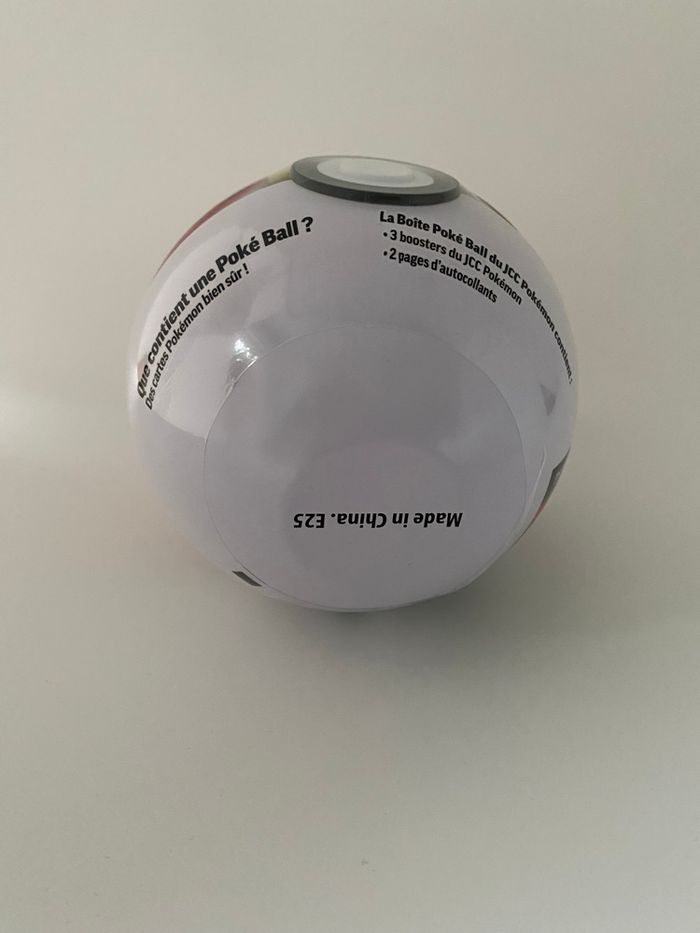 Que contient une Poké Ball ?
Des cartes Pokémon bien sûr !
La Boîte Poké Ball du JCC Pokémon contient :
• 3 boosters du JCC Pokémon
• 2 pages d'autocollants
Made in China. E25